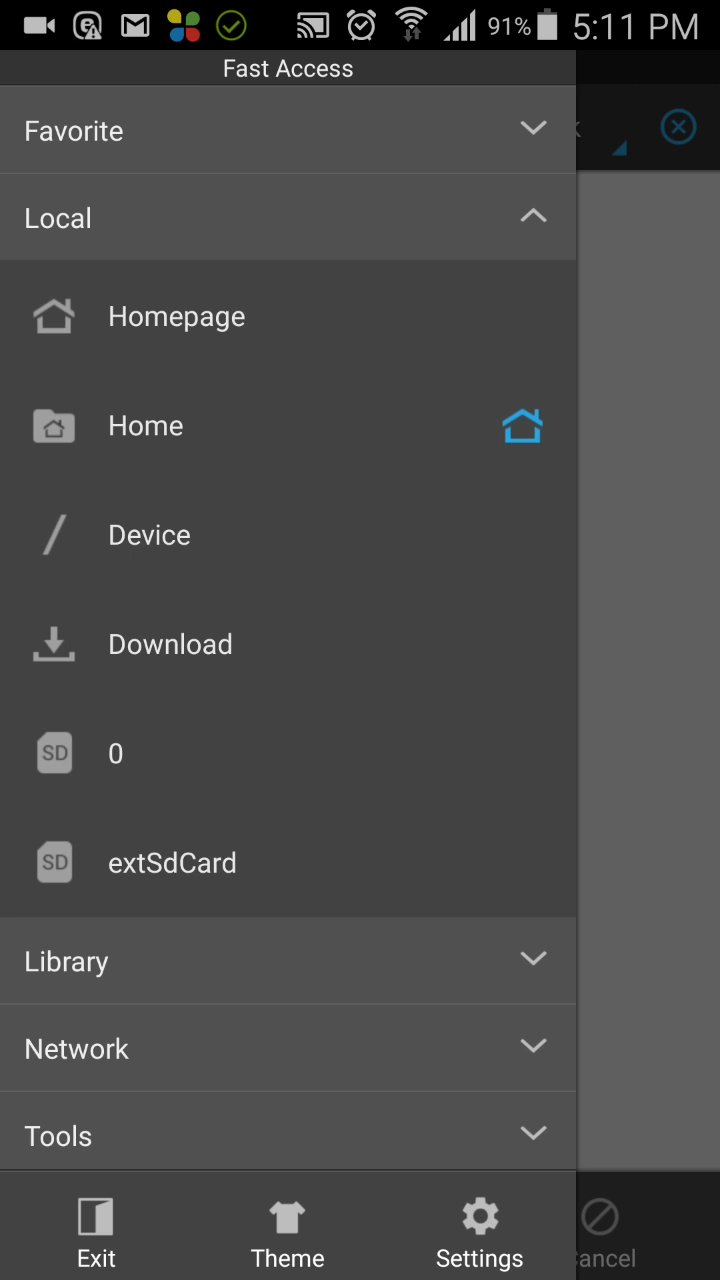 91% 5:11 PM
Fast Access
Favorite
k
Local
Homepage
Home
Device
Download
SD 0
SD extSdCard
Library
Network
Tools
Exit Theme Settings ancel